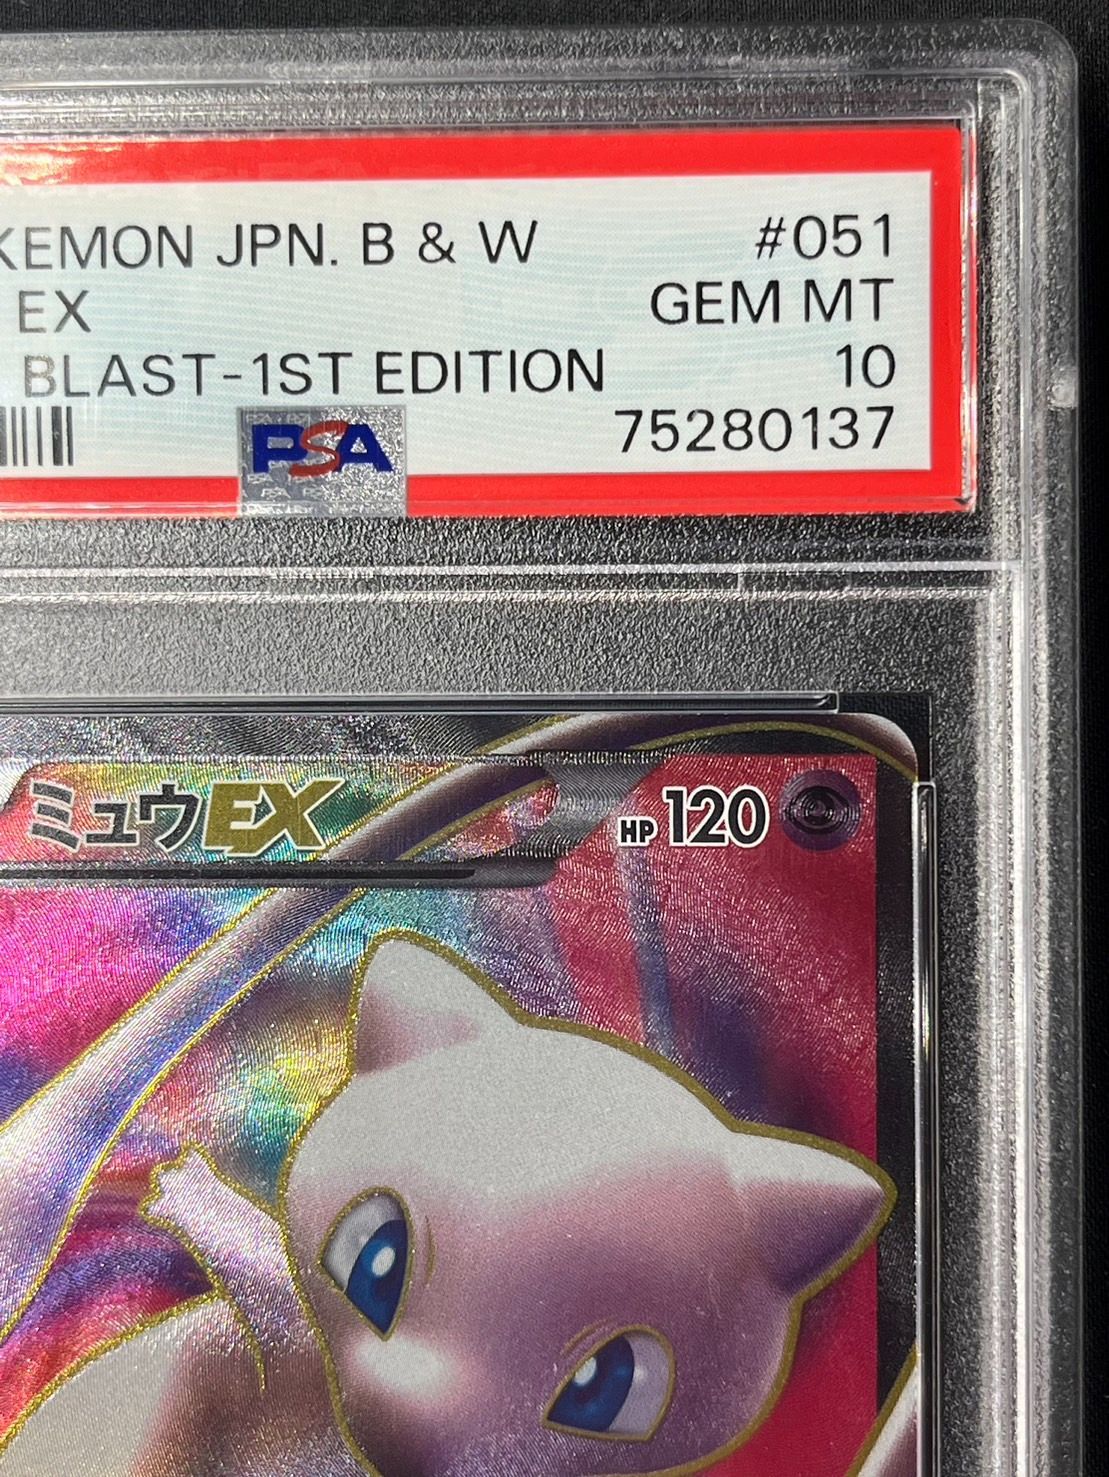 KEMON JPN. B & W #051
EX GEM MT
BLAST-1ST EDITION 10
PSA 75280137
ミュウEX HP 120